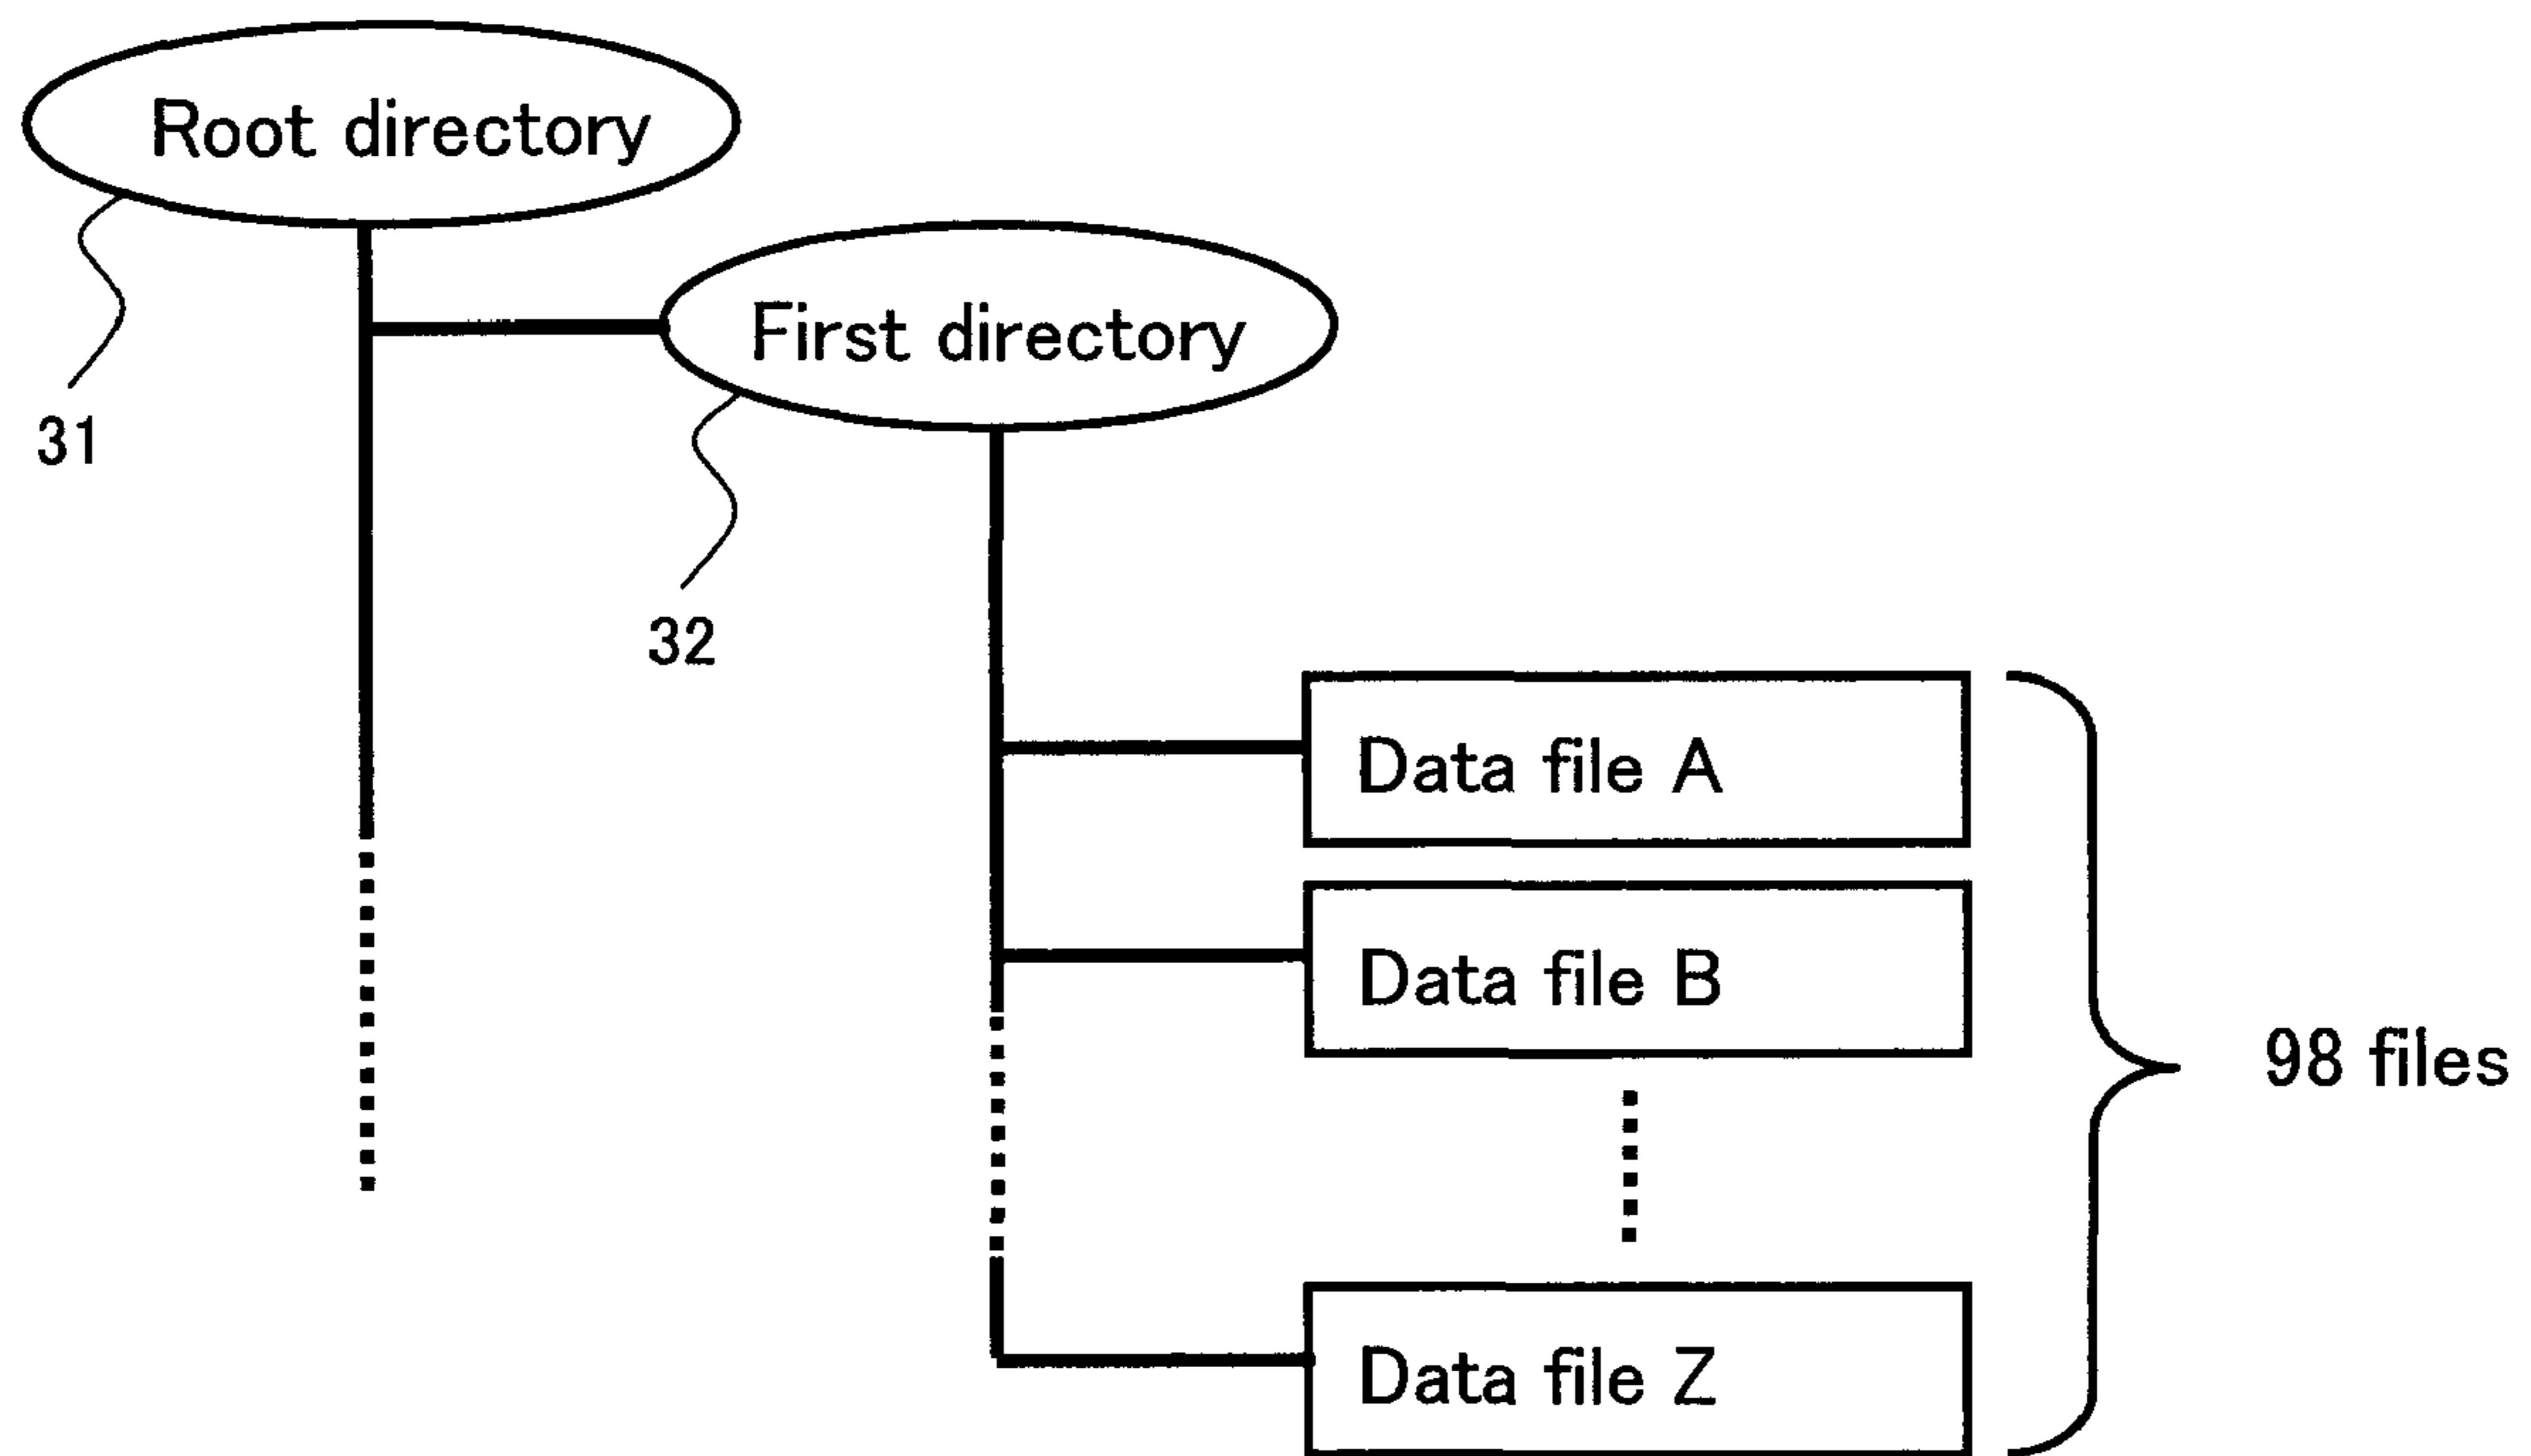 Root directory
First directory
31
32
Data file A
Data file B
98 files
Data file Z